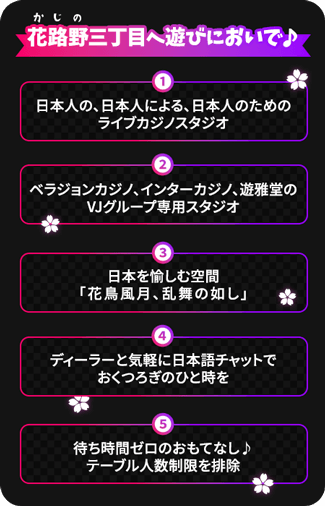 かじの
花路野三丁目へ遊びにおいで♪
1
日本人の、日本人による、日本人のための
ライブカジノスタジオ
2
ベラジョンカジノ、インターカジノ、遊雅堂の
VJグループ専用スタジオ
3
日本を愉しむ空間
「花鳥風月、乱舞の如し」
4
ディーラーと気軽に日本語チャットで
おくつろぎのひと時を
5
待ち時間ゼロのおもてなし♪
テーブル人数制限を排除